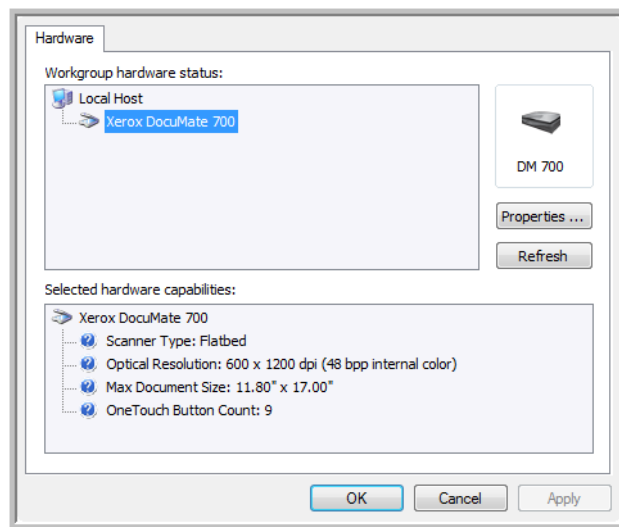 Hardware
Workgroup hardware status:
Local Host
Xerox DocuMate 700
DM 700
Properties ...
Refresh
Selected hardware capabilities:
Xerox DocuMate 700
Scanner Type: Flatbed
Optical Resolution: 600 x 1200 dpi (48 bpp internal color)
Max Document Size: 11.80" x 17.00"
OneTouch Button Count: 9
OK Cancel Apply